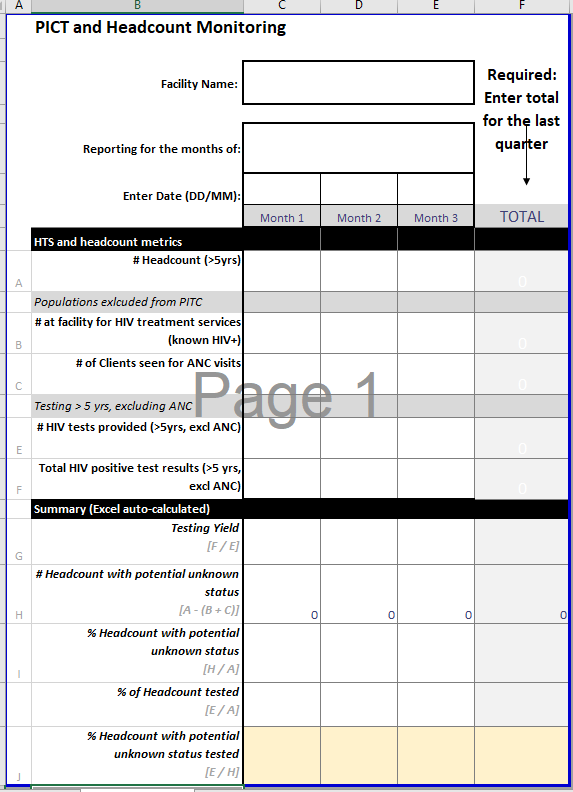 A B C D E F
PICT and Headcount Monitoring
Facility Name:
Required:
Enter total
for the last
quarter
Reporting for the months of:
Enter Date (DD/MM):
Month 1 Month 2 Month 3 TOTAL
HTS and headcount metrics
# Headcount (>5yrs)
A 0
Populations exlcuded from PITC
# at facility for HIV treatment services
(known HIV+)
B 0
# of Clients seen for ANC visits
C 0
Page 1
Testing > 5 yrs, excluding ANC
# HIV tests provided (>5yrs, excl ANC)
E 0
Total HIV positive test results (>5 yrs,
excl ANC)
F 0
Summary (Excel auto-calculated)
Testing Yield
[F / E]
G
# Headcount with potential unknown
status
[A - (B + C)]
H 0 0 0 0
% Headcount with potential
unknown status
[H / A]
I
% of Headcount tested
[E / A]
% Headcount with potential
unknown status tested
[E / H]
J